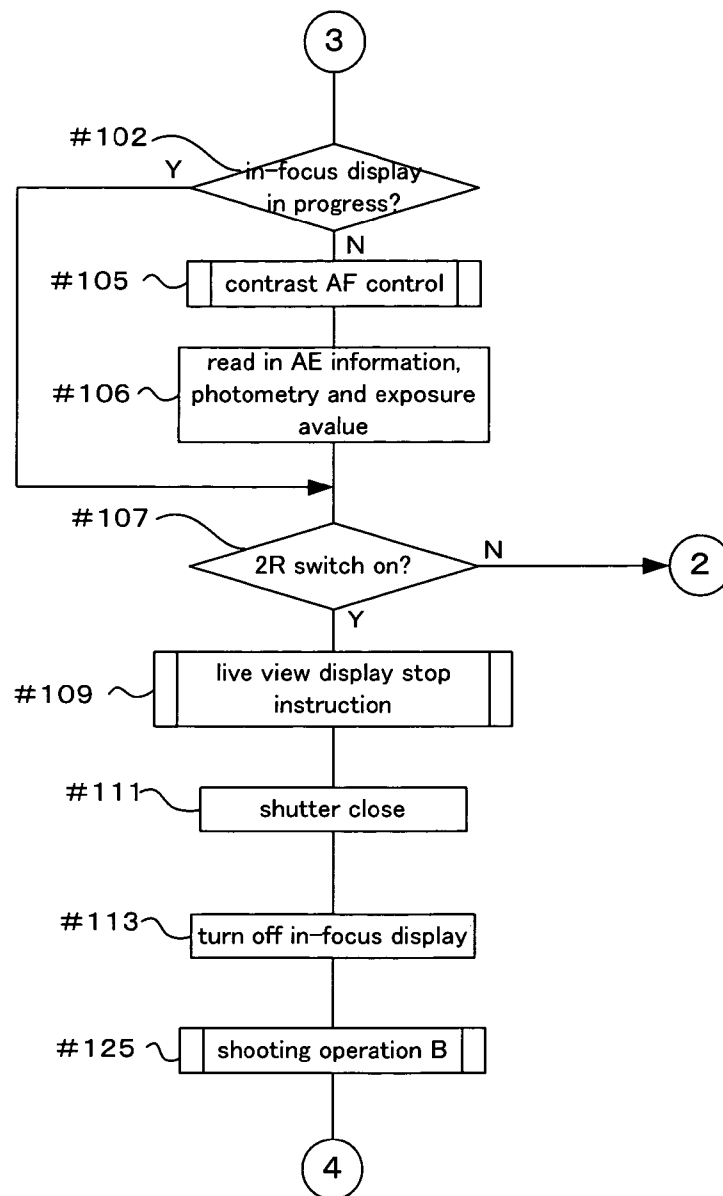 3
#102
Y
in-focus display
in progress?
N
#105
contrast AF control
#106
read in AE information,
photometry and exposure
avalue
#107
2R switch on?
N
2
Y
#109
live view display stop
instruction
#111
shutter close
#113
turn off in-focus display
#125
shooting operation B
4